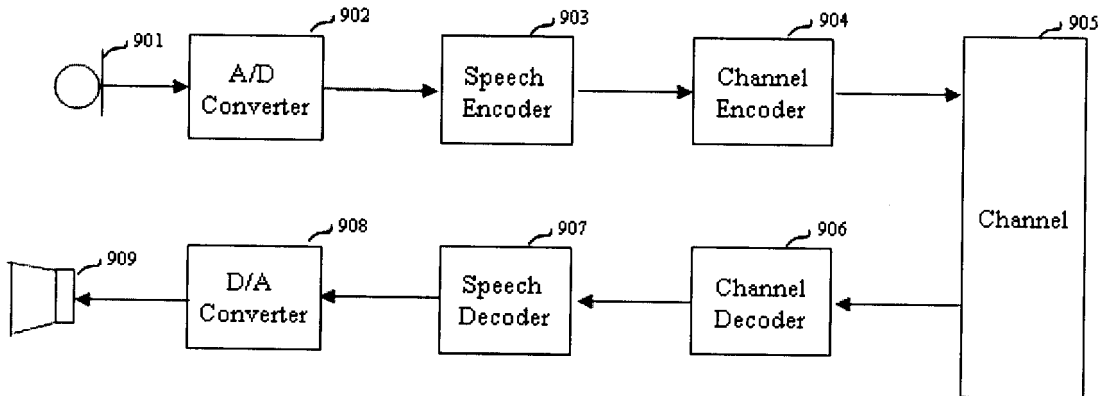 901
902
A/D
Converter
903
Speech
Encoder
904
Channel
Encoder
905
Channel
909
908
D/A
Converter
907
Speech
Decoder
906
Channel
Decoder